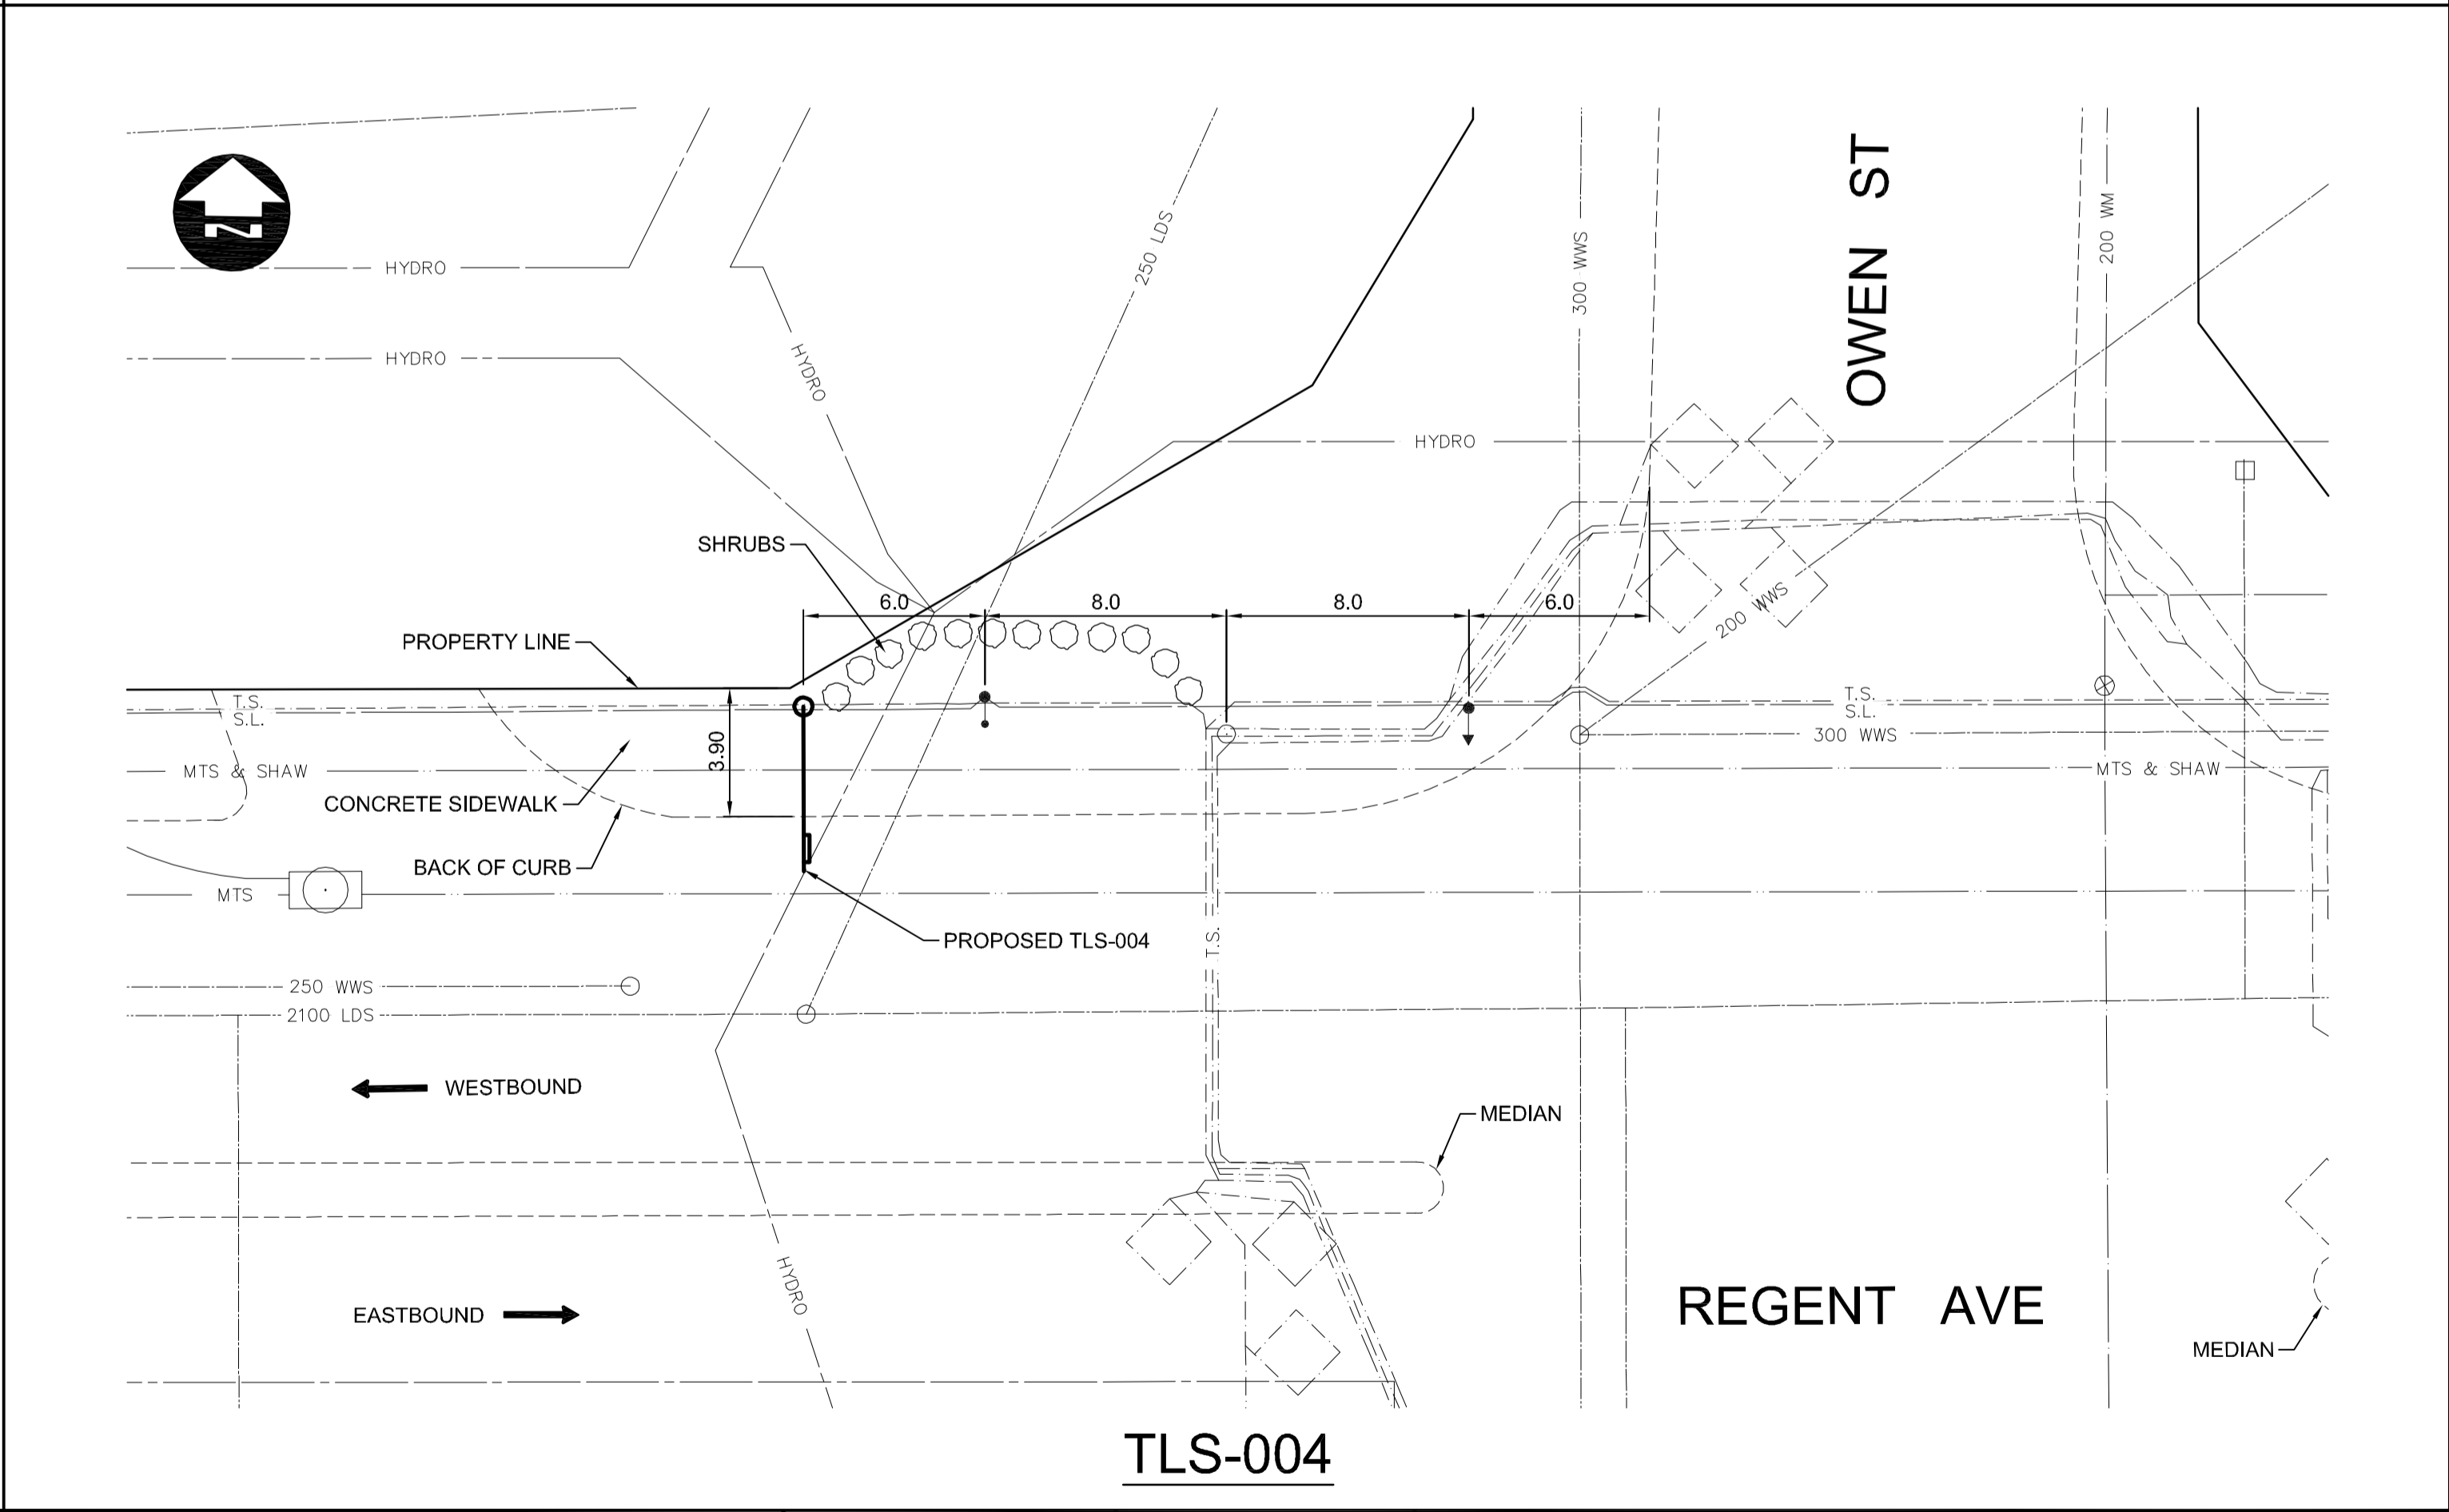 OWEN ST
N
200 WM
250 LDS
300 WWS
HYDRO
HYDRO
HYDRO
HYDRO
SHRUBS
6.0
8.0
8.0
6.0
200 WWS
PROPERTY LINE
T.S.
S.L.
T.S.
S.L.
300 WWS
3.90
MTS & SHAW
MTS & SHAW
CONCRETE SIDEWALK
BACK OF CURB
MTS
PROPOSED TLS-004
T.S.
250 WWS
2100 LDS
WESTBOUND
MEDIAN
HYDRO
EASTBOUND
REGENT AVE
MEDIAN
TLS-004